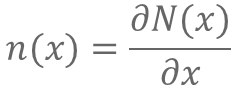 n(x) = ∂N(x)/∂x